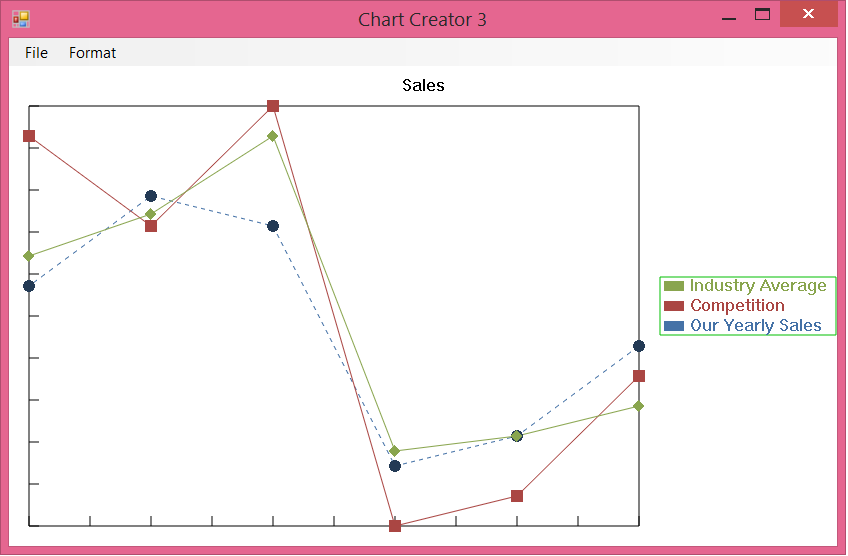 Chart Creator 3
File Format
Sales
Industry Average
Competition
Our Yearly Sales